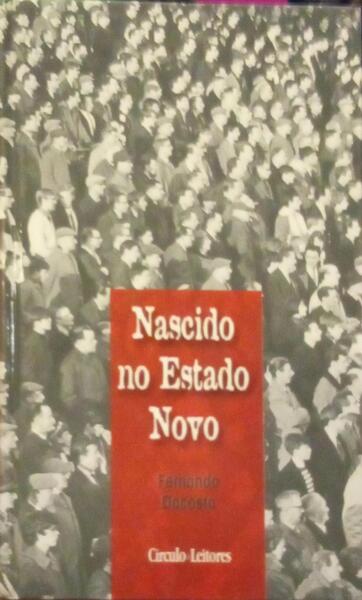 Nascido
no Estado
Novo
Fernando
Dacosta
Círculo Leitores